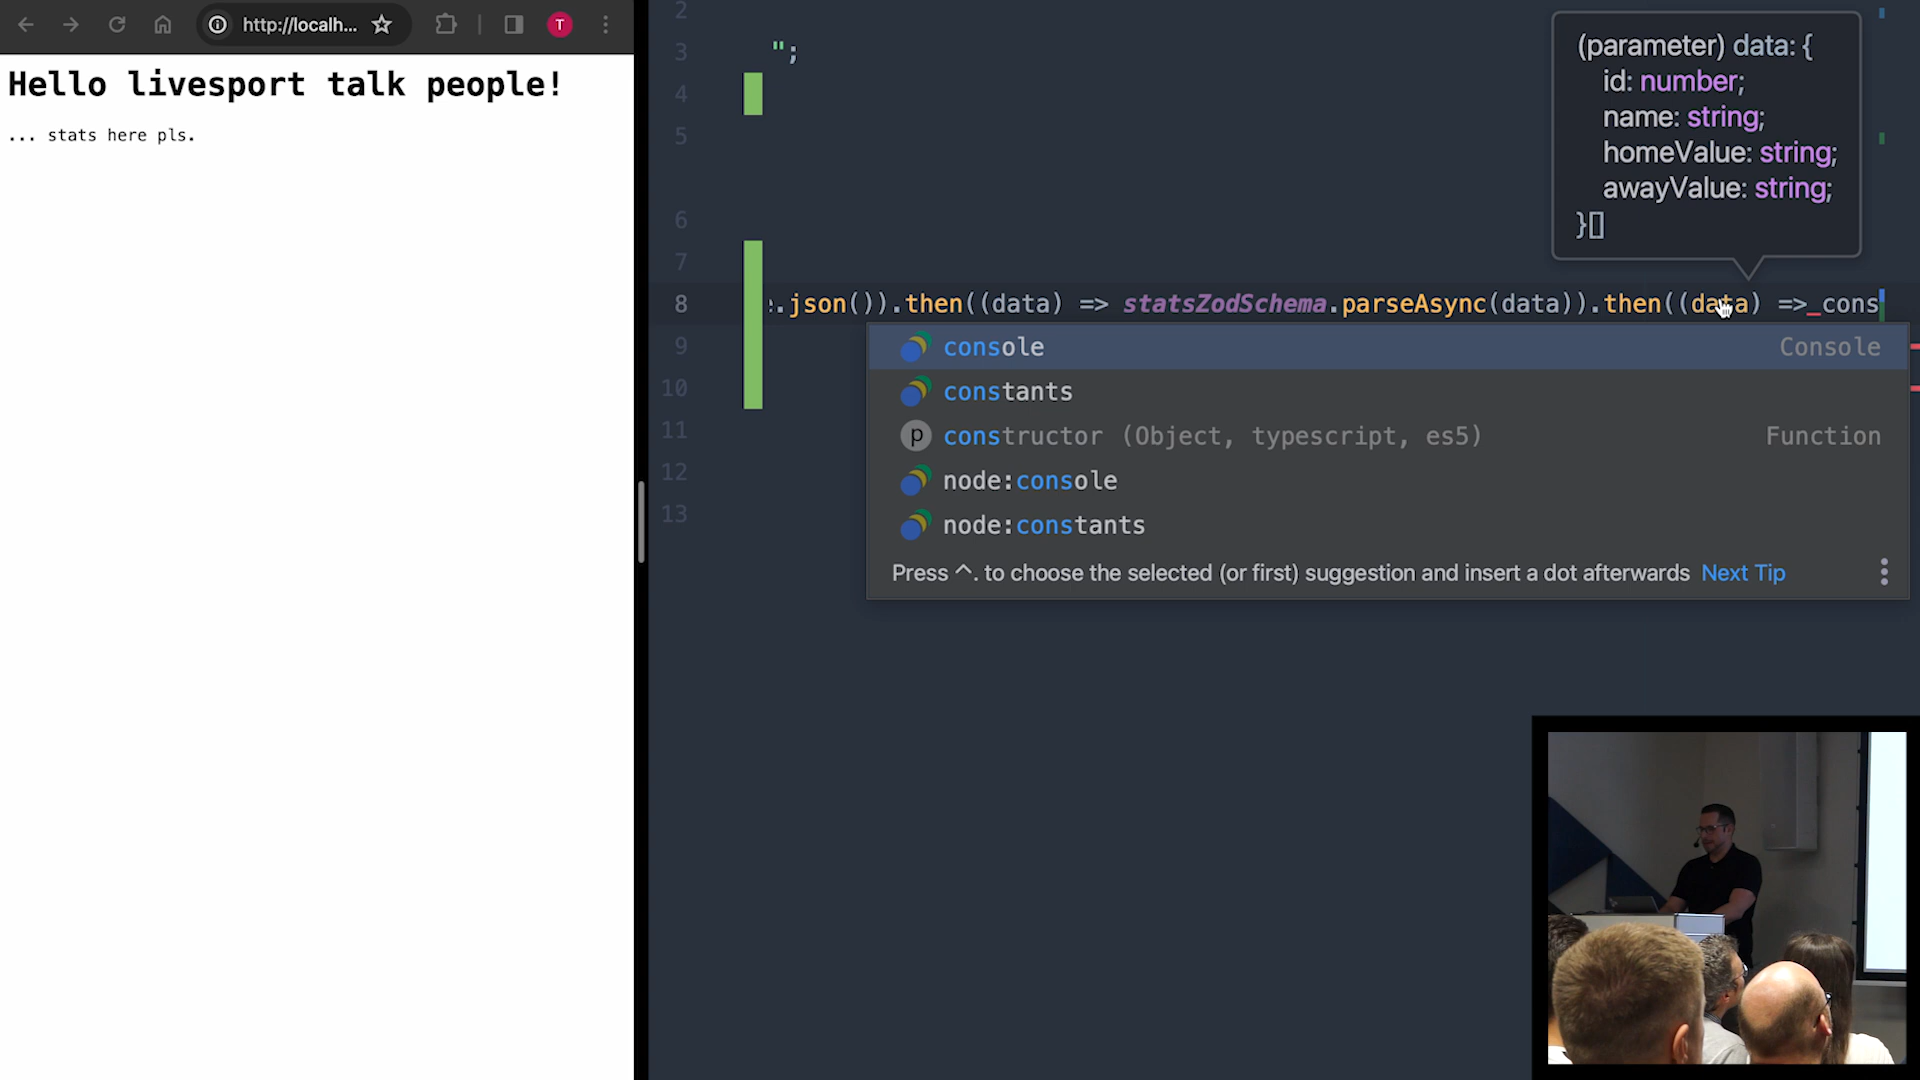 http://localh...
T
Hello livesport talk people!
... stats here pls.
2
3 ";
4
5
6
7
8 .json()).then((data) => statsZodSchema.parseAsync(data)).then((data) => cons
9
10
11
12
13
(parameter) data: {
id: number;
name: string;
homeValue: string;
awayValue: string;
}[]
console Console
constants
p constructor (Object, typescript, es5) Function
node:console
node:constants
Press ^. to choose the selected (or first) suggestion and insert a dot afterwards Next Tip